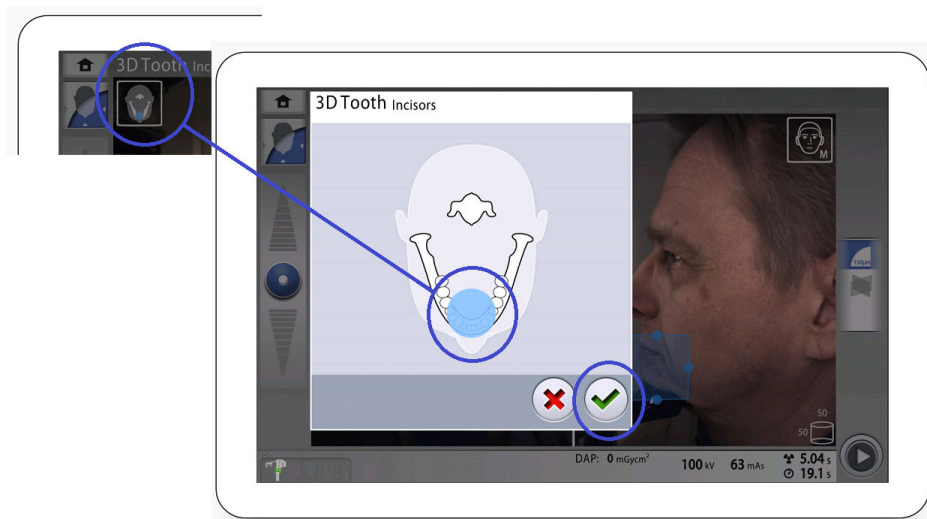 3D Tooth Inc
3D Tooth Incisors
M
150µm
50
50
DAP: 0 mGycm²
100 kV 63 mAs
5.04 s
19.1 s